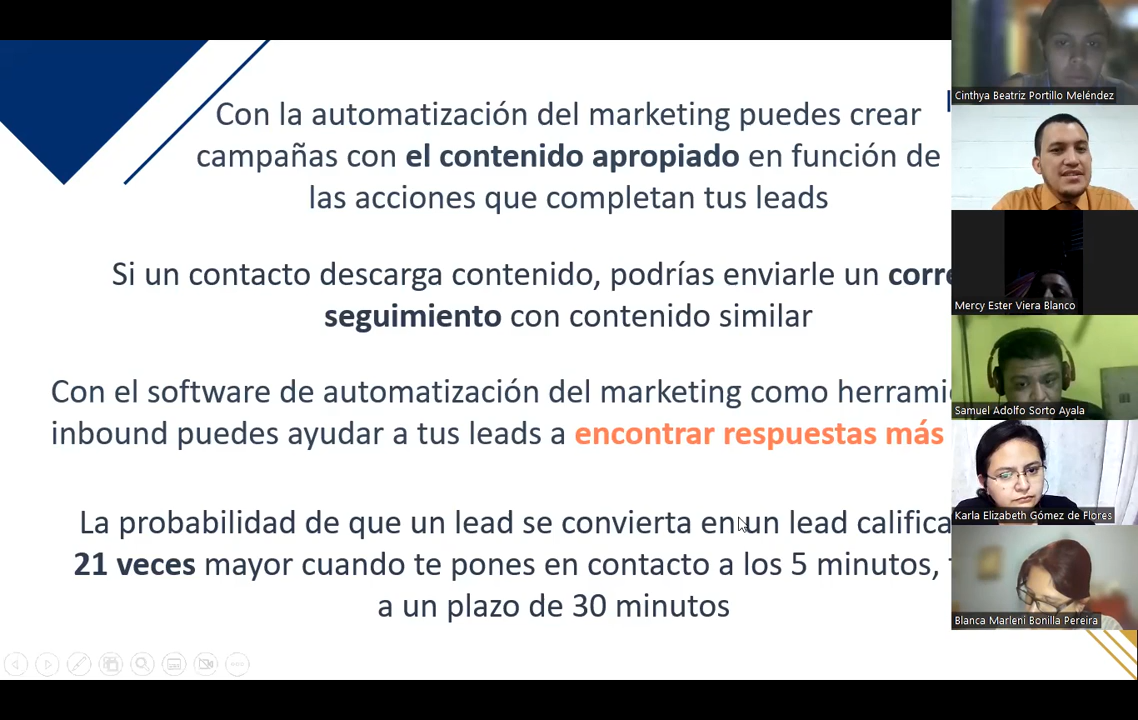 Con la automatización del marketing puedes crear
campañas con el contenido apropiado en función de
las acciones que completan tus leads
Si un contacto descarga contenido, podrías enviarle un
seguimiento con contenido similar
Con el software de automatización del marketing como
inbound puedes ayudar a tus leads a encontrar respuestas más
La probabilidad de que un lead se convierta en un lead
21 veces mayor cuando te pones en contacto a los 5 minutos,
a un plazo de 30 minutos
Cinthya Beatriz Portillo Meléndez
Mercy Ester Viera Blanco
Samuel Adolfo Sorto Ayala
Karla Elizabeth Gómez de Flores
Blanca Marleni Bonilla Pereira